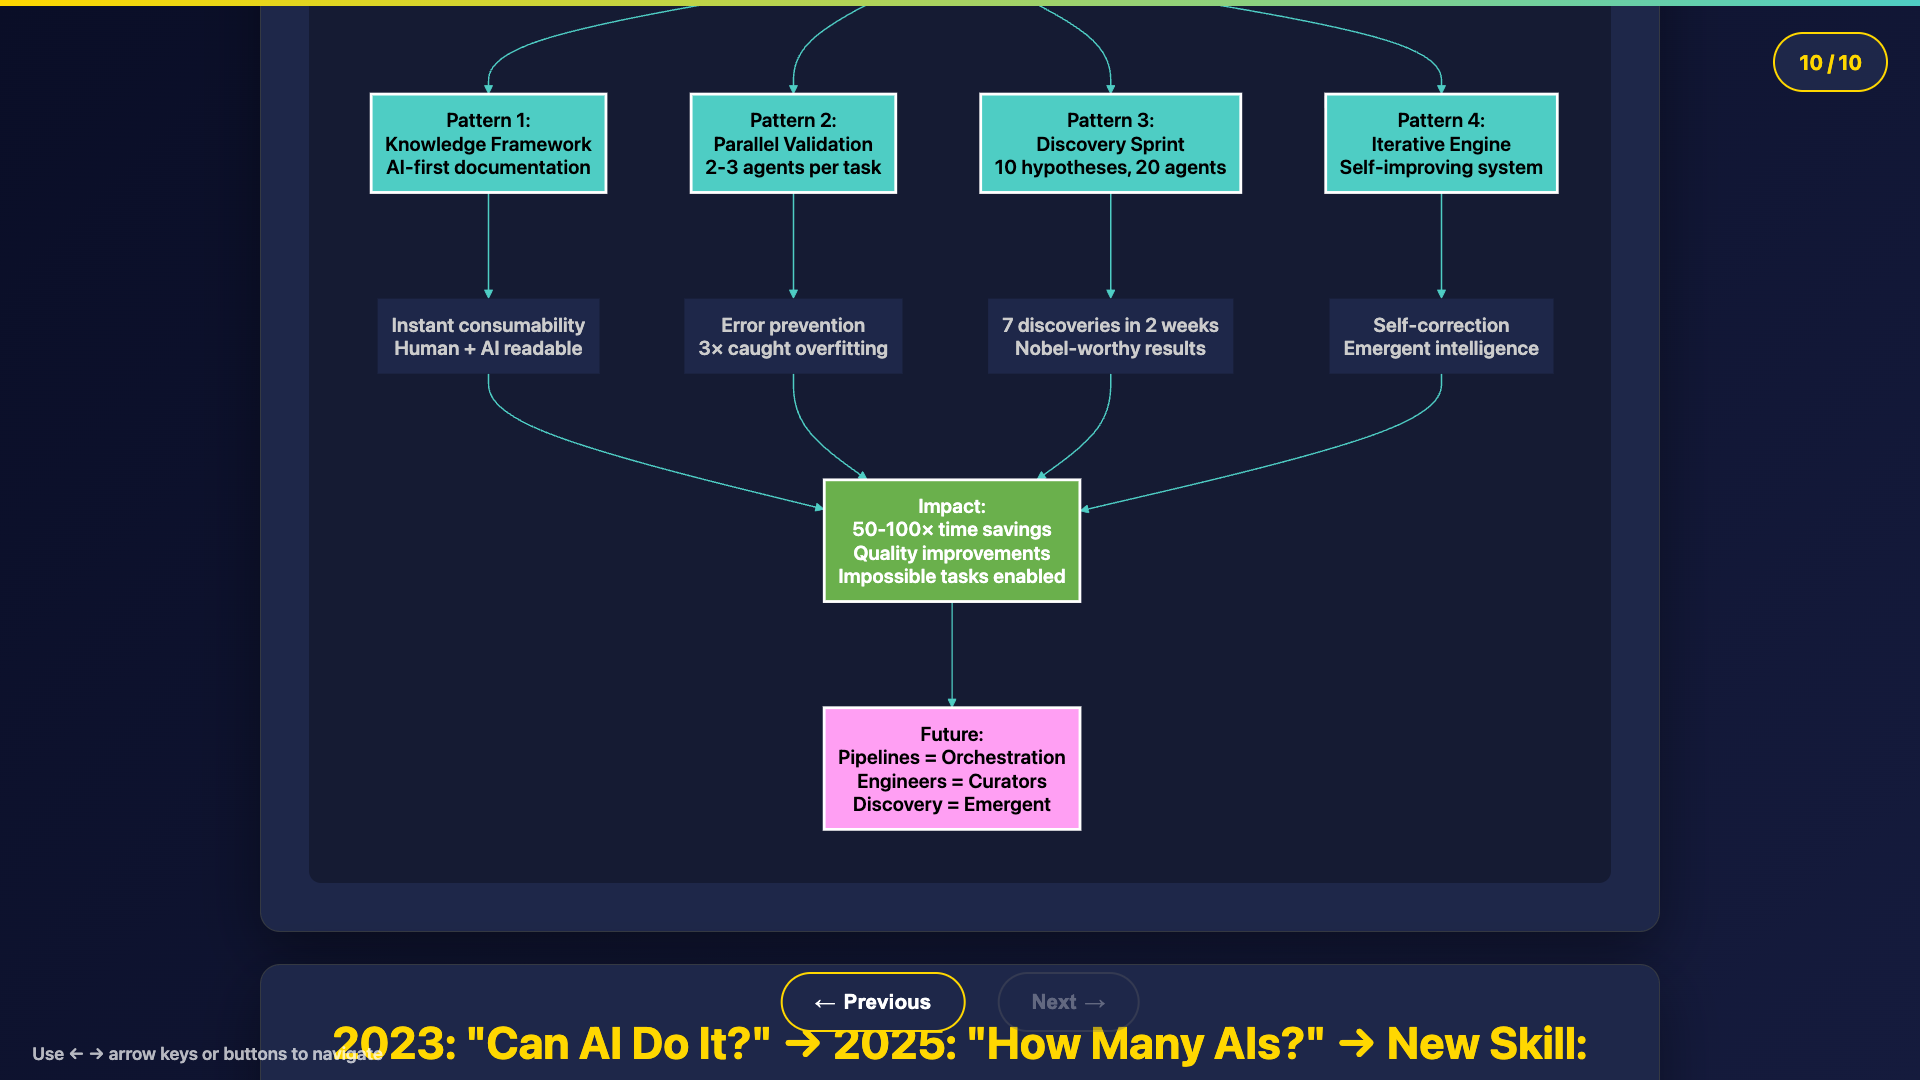 10 / 10
Pattern 1:
Knowledge Framework
AI-first documentation
Pattern 2:
Parallel Validation
2-3 agents per task
Pattern 3:
Discovery Sprint
10 hypotheses, 20 agents
Pattern 4:
Iterative Engine
Self-improving system
Instant consumability
Human + AI readable
Error prevention
3× caught overfitting
7 discoveries in 2 weeks
Nobel-worthy results
Self-correction
Emergent intelligence
Impact:
50-100× time savings
Quality improvements
Impossible tasks enabled
Future:
Pipelines = Orchestration
Engineers = Curators
Discovery = Emergent
← Previous
Next →
2023: "Can AI Do It?" → 2025: "How Many AIs?" → New Skill:
Use ← → arrow keys or buttons to navigate